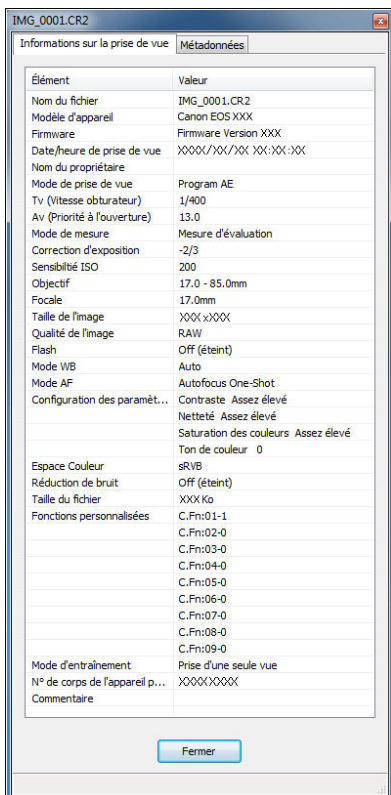 IMG_0001.CR2
Informations sur la prise de vue Métadonnées
Élément Valeur
Nom du fichier IMG_0001.CR2
Modèle d'appareil Canon EOS XXX
Firmware Firmware Version XXX
Date/heure de prise de vue XXXX/XX/XX XX:XX:XX
Nom du propriétaire
Mode de prise de vue Program AE
Tv (Vitesse obturateur) 1/400
Av (Priorité à l'ouverture) 13.0
Mode de mesure Mesure d'évaluation
Correction d'exposition -2/3
Sensibiltié ISO 200
Objectif 17.0 - 85.0mm
Focale 17.0mm
Taille de l'image XXX x XXX
Qualité de l'image RAW
Flash Off (éteint)
Mode WB Auto
Mode AF Autofocus One-Shot
Configuration des paramèt... Contraste Assez élevé
Netteté Assez élevé
Saturation des couleurs Assez élevé
Ton de couleur 0
Espace Couleur sRVB
Réduction de bruit Off (éteint)
Taille du fichier XXX Ko
Fonctions personnalisées C.Fn:01-1
C.Fn:02-0
C.Fn:03-0
C.Fn:04-0
C.Fn:05-0
C.Fn:06-0
C.Fn:07-0
C.Fn:08-0
C.Fn:09-0
Mode d'entraînement Prise d'une seule vue
N° de corps de l'appareil p... XXXXXXXX
Commentaire
Fermer